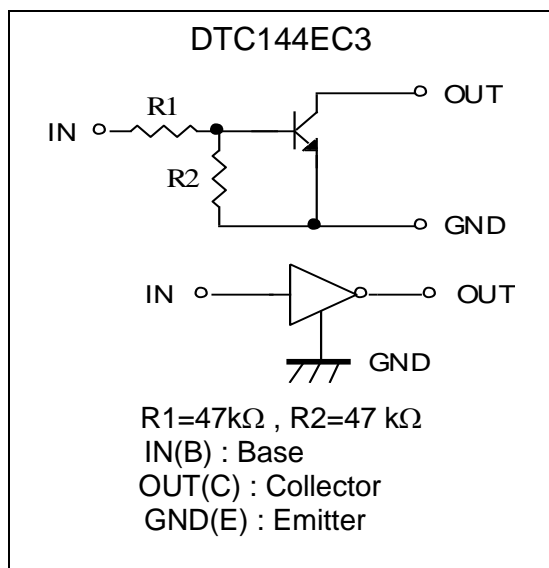 DTC144EC3
OUT
R1
IN
R2
GND
IN OUT
GND
R1=47kΩ , R2=47 kΩ
IN(B) : Base
OUT(C) : Collector
GND(E) : Emitter